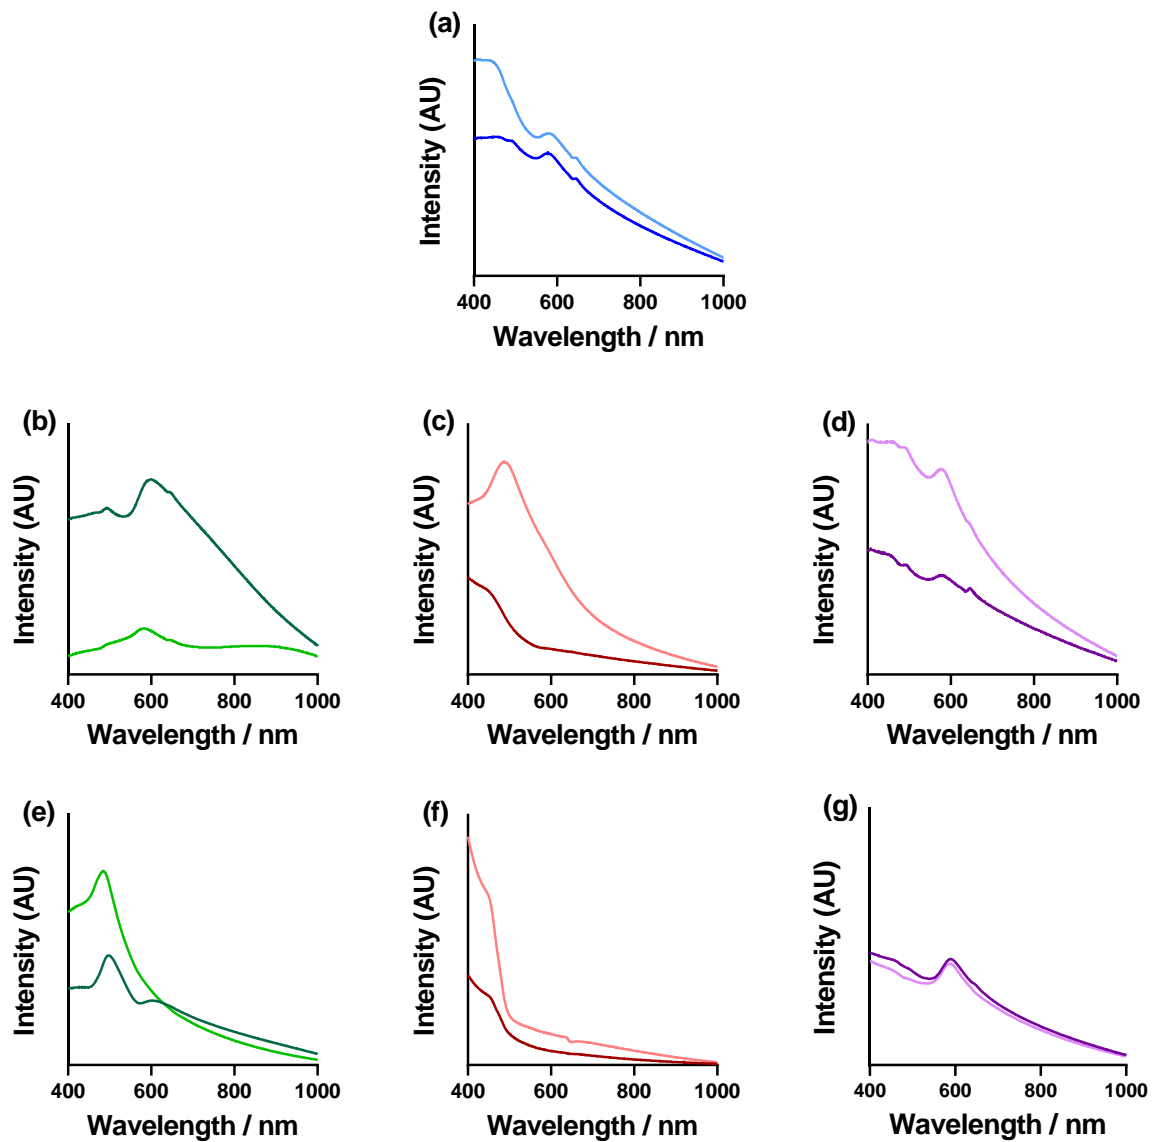 (a)
Intensity (AU)
400 600 800 1000
Wavelength / nm
(b) (c) (d)
Intensity (AU) Intensity (AU) Intensity (AU)
400 600 800 1000 400 600 800 1000 400 600 800 1000
Wavelength / nm Wavelength / nm Wavelength / nm
(e) (f) (g)
Intensity (AU) Intensity (AU) Intensity (AU)
400 600 800 1000 400 600 800 1000 400 600 800 1000
Wavelength / nm Wavelength / nm Wavelength / nm